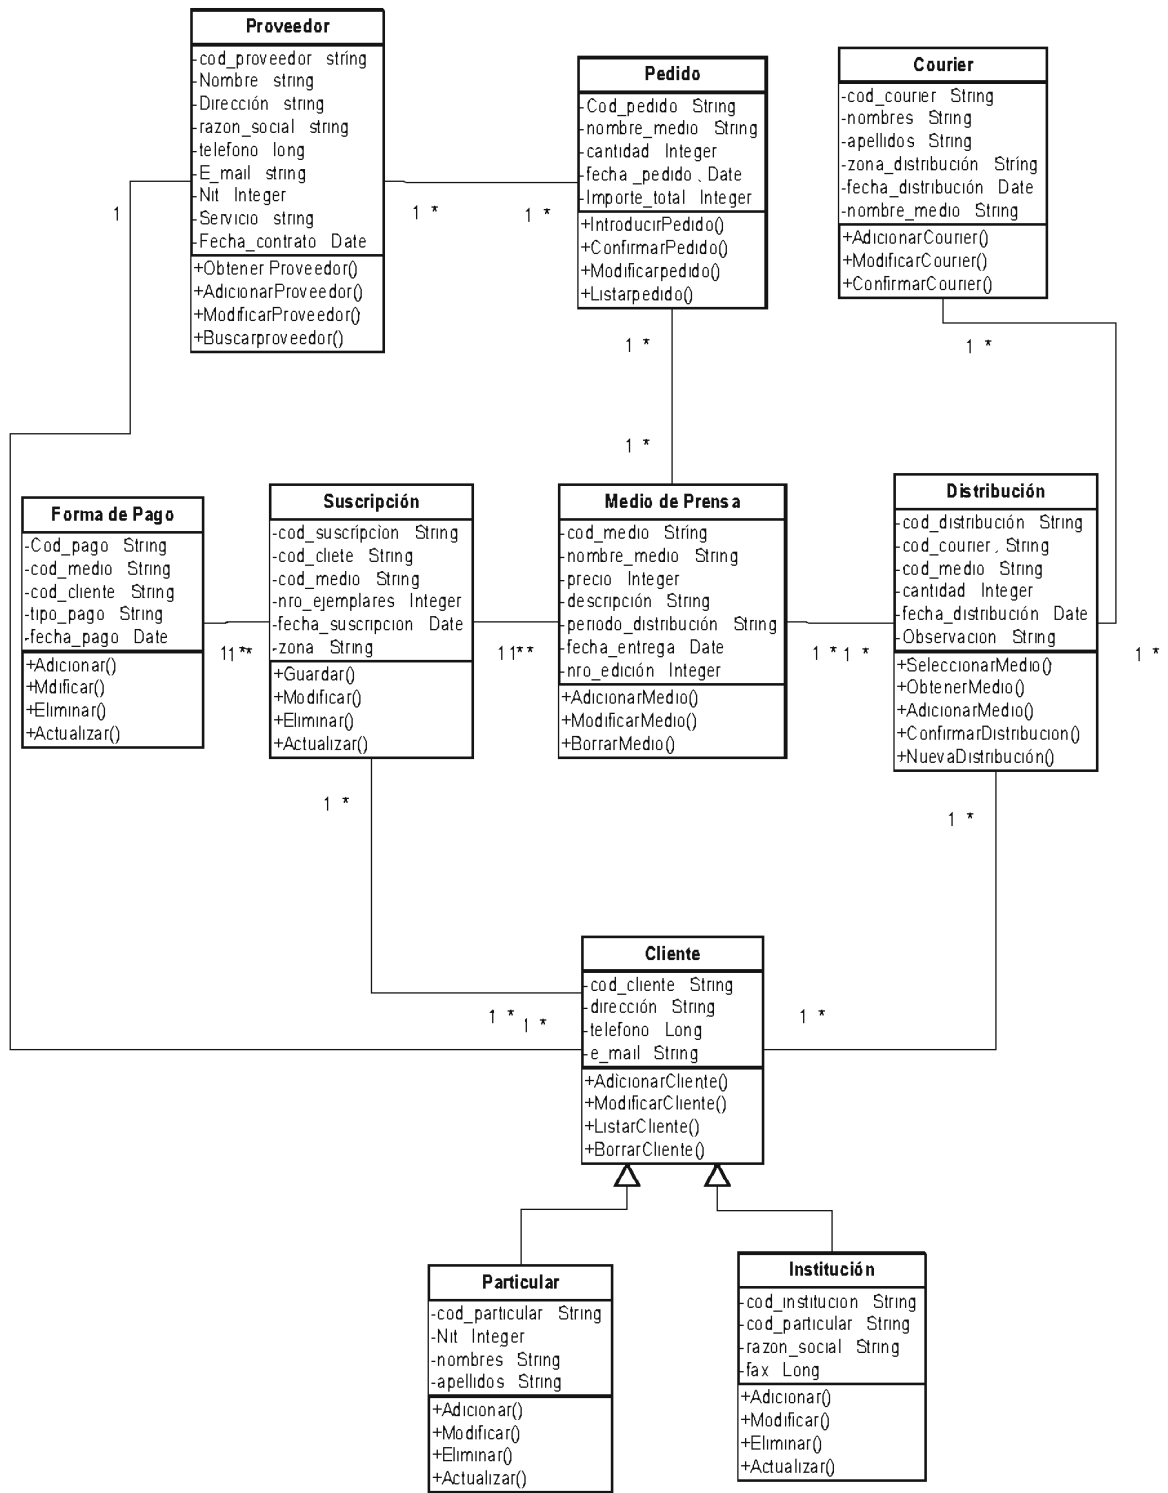 Proveedor
-cod_proveedor string
-Nombre string
-Dirección string
-razon_social string
-telefono long
-E_mail string
-Nit Integer
-Servicio string
-Fecha_contrato Date
+Obtener Proveedor()
+AdicionarProveedor()
+ModificarProveedor()
+Buscarproveedor()
Pedido
-Cod_pedido String
-nombre_medio String
-cantidad Integer
-fecha _pedido Date
-Importe_total Integer
+IntroducirPedido()
+ConfirmarPedido()
+Modificarpedido()
+Listarpedido()
Courier
-cod_courier String
-nombres String
-apellidos String
-zona_distribución String
-fecha_distribución Date
-nombre_medio String
+AdicionarCourier()
+ModificarCourier()
+ConfirmarCourier()
1
1 *
1 *
1 *
1 *
1 *
Forma de Pago
-Cod_pago String
-cod_medio String
-cod_cliente String
-tipo_pago String
-fecha_pago Date
+Adicionar()
+Mdificar()
+Eliminar()
+Actualizar()
11**
Suscripción
-cod_suscripcion String
-cod_cliete String
-cod_medio String
-nro_ejemplares Integer
-fecha_suscripcion Date
-zona String
+Guardar()
+Modificar()
+Eliminar()
+Actualizar()
11**
Medio de Prensa
-cod_medio String
-nombre_medio String
-precio Integer
-descripción String
-periodo_distribución String
-fecha_entrega Date
-nro_edición Integer
+AdicionarMedio()
+ModificarMedio()
+BorrarMedio()
1 * 1 *
Distribución
-cod_distribución String
-cod_courier String
-cod_medio String
-cantidad Integer
-fecha_distribución Date
-Observacion String
+SeleccionarMedio()
+ObtenerMedio()
+AdicionarMedio()
+ConfirmarDistribucion()
+NuevaDistribución()
1 *
1 *
1 *
Cliente
-cod_cliente String
-dirección String
-telefono Long
-e_mail String
+AdicionarCliente()
+ModificarCliente()
+ListarCliente()
+BorrarCliente()
1 *
1 *
1 *
Particular
-cod_particular String
-Nit Integer
-nombres String
-apellidos String
+Adicionar()
+Modificar()
+Eliminar()
+Actualizar()
Institución
-cod_institucion String
-cod_particular String
-razon_social String
-fax Long
+Adicionar()
+Modificar()
+Eliminar()
+Actualizar()